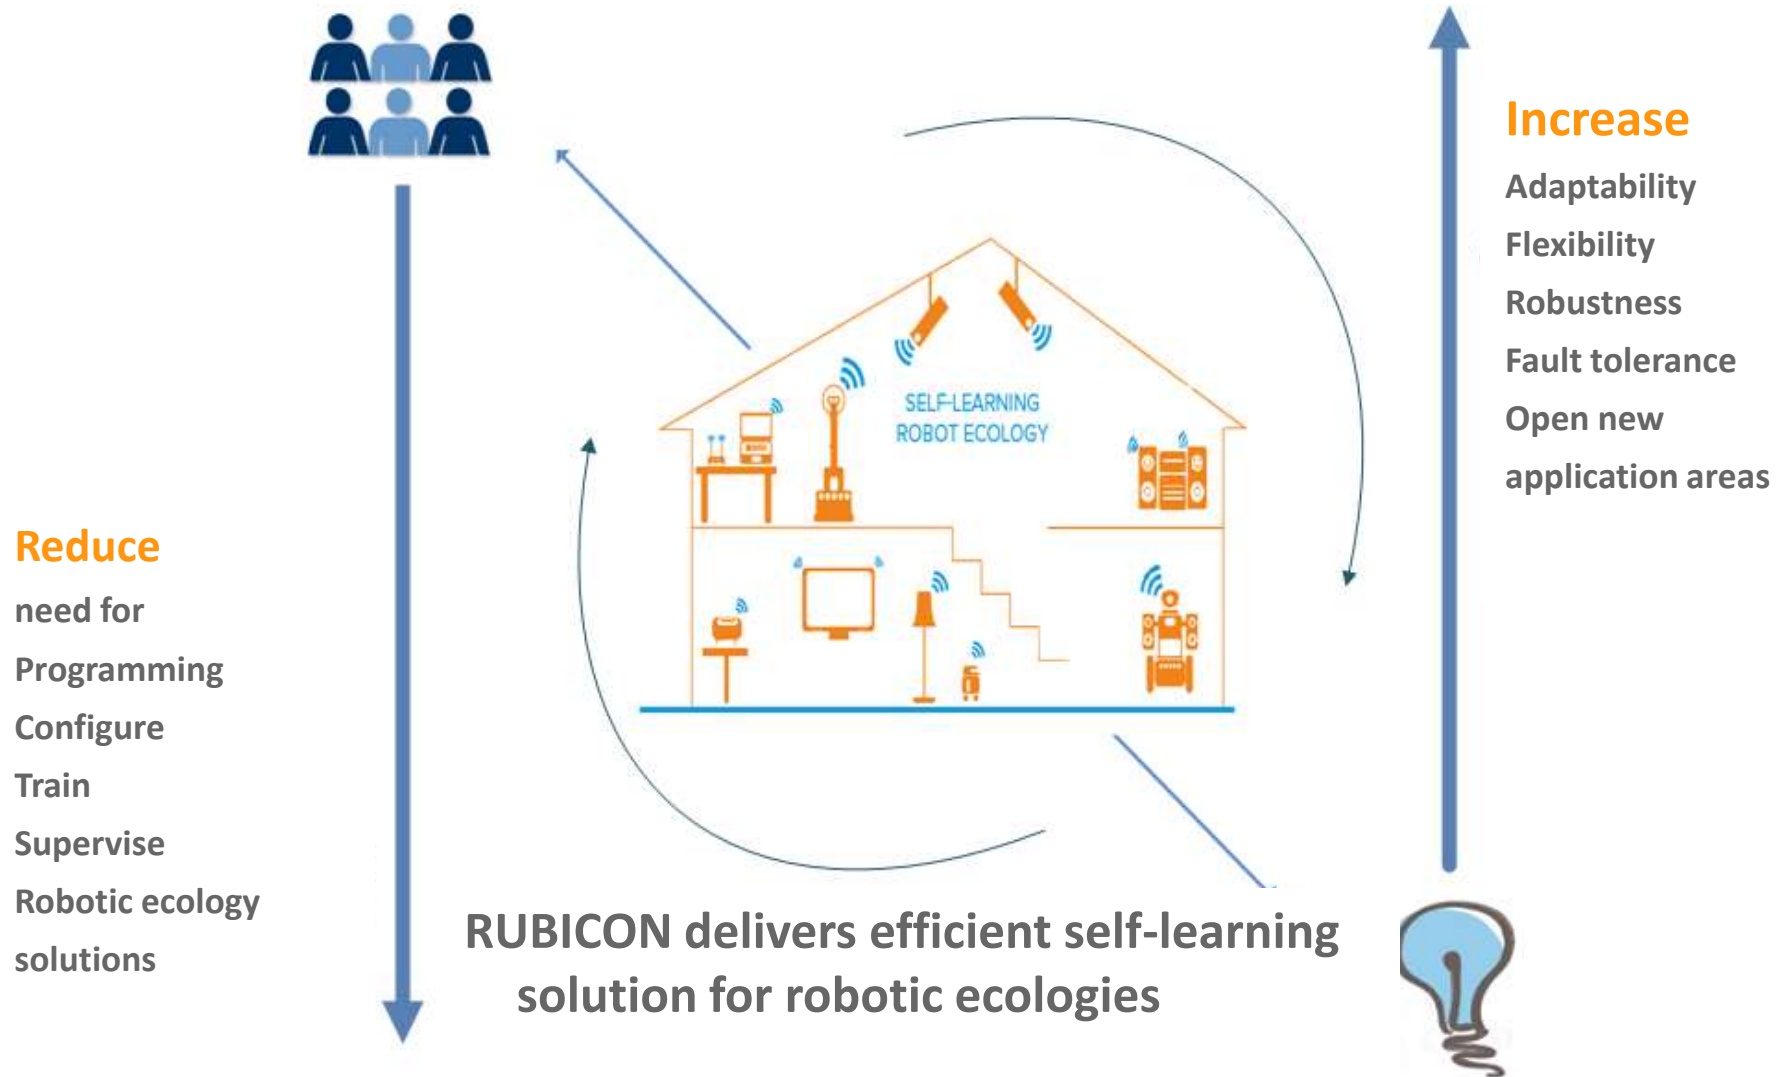 Increase
Adaptability
Flexibility
Robustness
Fault tolerance
Open new
application areas
SELF-LEARNING
ROBOT ECOLOGY
Reduce
need for
Programming
Configure
Train
Supervise
Robotic ecology
solutions
RUBICON delivers efficient self-learning
solution for robotic ecologies